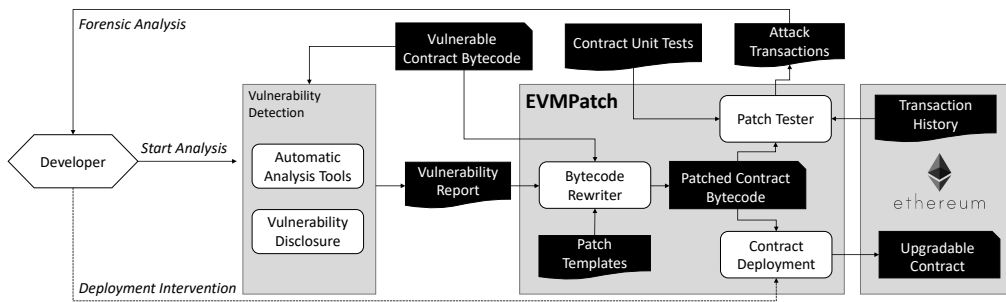 Forensic Analysis
Vulnerable
Contract Bytecode
Contract Unit Tests
Attack
Transactions
Vulnerability
Detection
EVMPatch
Patch Tester
Transaction
History
Developer
Start Analysis
Automatic
Analysis Tools
Vulnerability
Report
Bytecode
Rewriter
Patched Contract
Bytecode
ethereum
Vulnerability
Disclosure
Patch
Templates
Contract
Deployment
Upgradable
Contract
Deployment Intervention